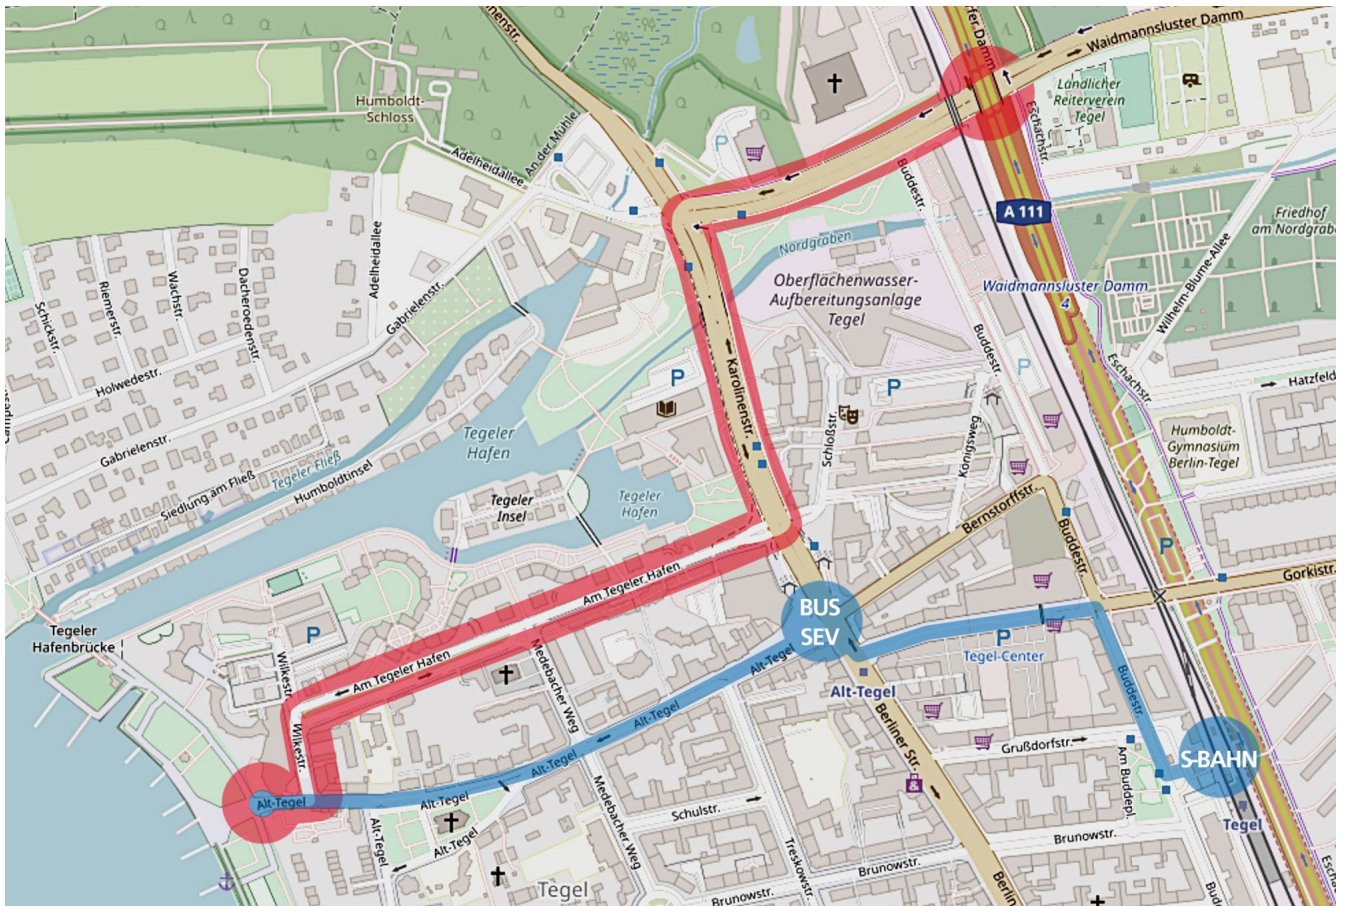 Waidmannsluster Damm
Humboldt-
Schloss
An der Mühle
Adelheidallee
Ländlicher
Reiterverein
Tegel
Eschachstr.
Buddestr.
A 111
Friedhof
Nordgraben
Adelheidallee
Oberflächenwasser-
Aufbereitungsanlage
Tegel
Waidmannsluster Damm
4
Wilhelm-Blume-Allee
Schickstr.
Riemerstr.
Wachstr.
Dacheroedenstr.
Gabrielenstr.
Holwedestr.
P
P
P
P
Karolinenstr.
Buddestr.
Eschachstr.
Hatzfeld
Schloßstr.
Königsweg
Humboldt-
Gymnasium
Berlin-Tegel
Gabrielenstr.
Tegeler
Hafen
Tegeler Fließ
Humboldtinsel
Siedlung am Fließ
Tegeler
Insel
Tegeler
Hafen
Bernstorffstr.
Buddestr.
P
Gorkistr.
Am Tegeler Hafen
BUS
SEV
Tegeler
Hafenbrücke
P
P
Tegel-Center
Wilkestr.
Am Tegeler Hafen
Medebacher Weg
Alt-Tegel
Alt-Tegel
Buddestr.
Berliner Str.
Alt-Tegel
Wilkestr.
Grußdorfstr.
Am Buddepl.
S-BAHN
Alt-Tegel
Alt-Tegel
Alt-Tegel
Medebacher Weg
Schulstr.
Tegel
Alt-Tegel
Alt-Tegel
Treskowstr.
Brunowstr.
Brunowstr.
Tegel
Brunowstr.